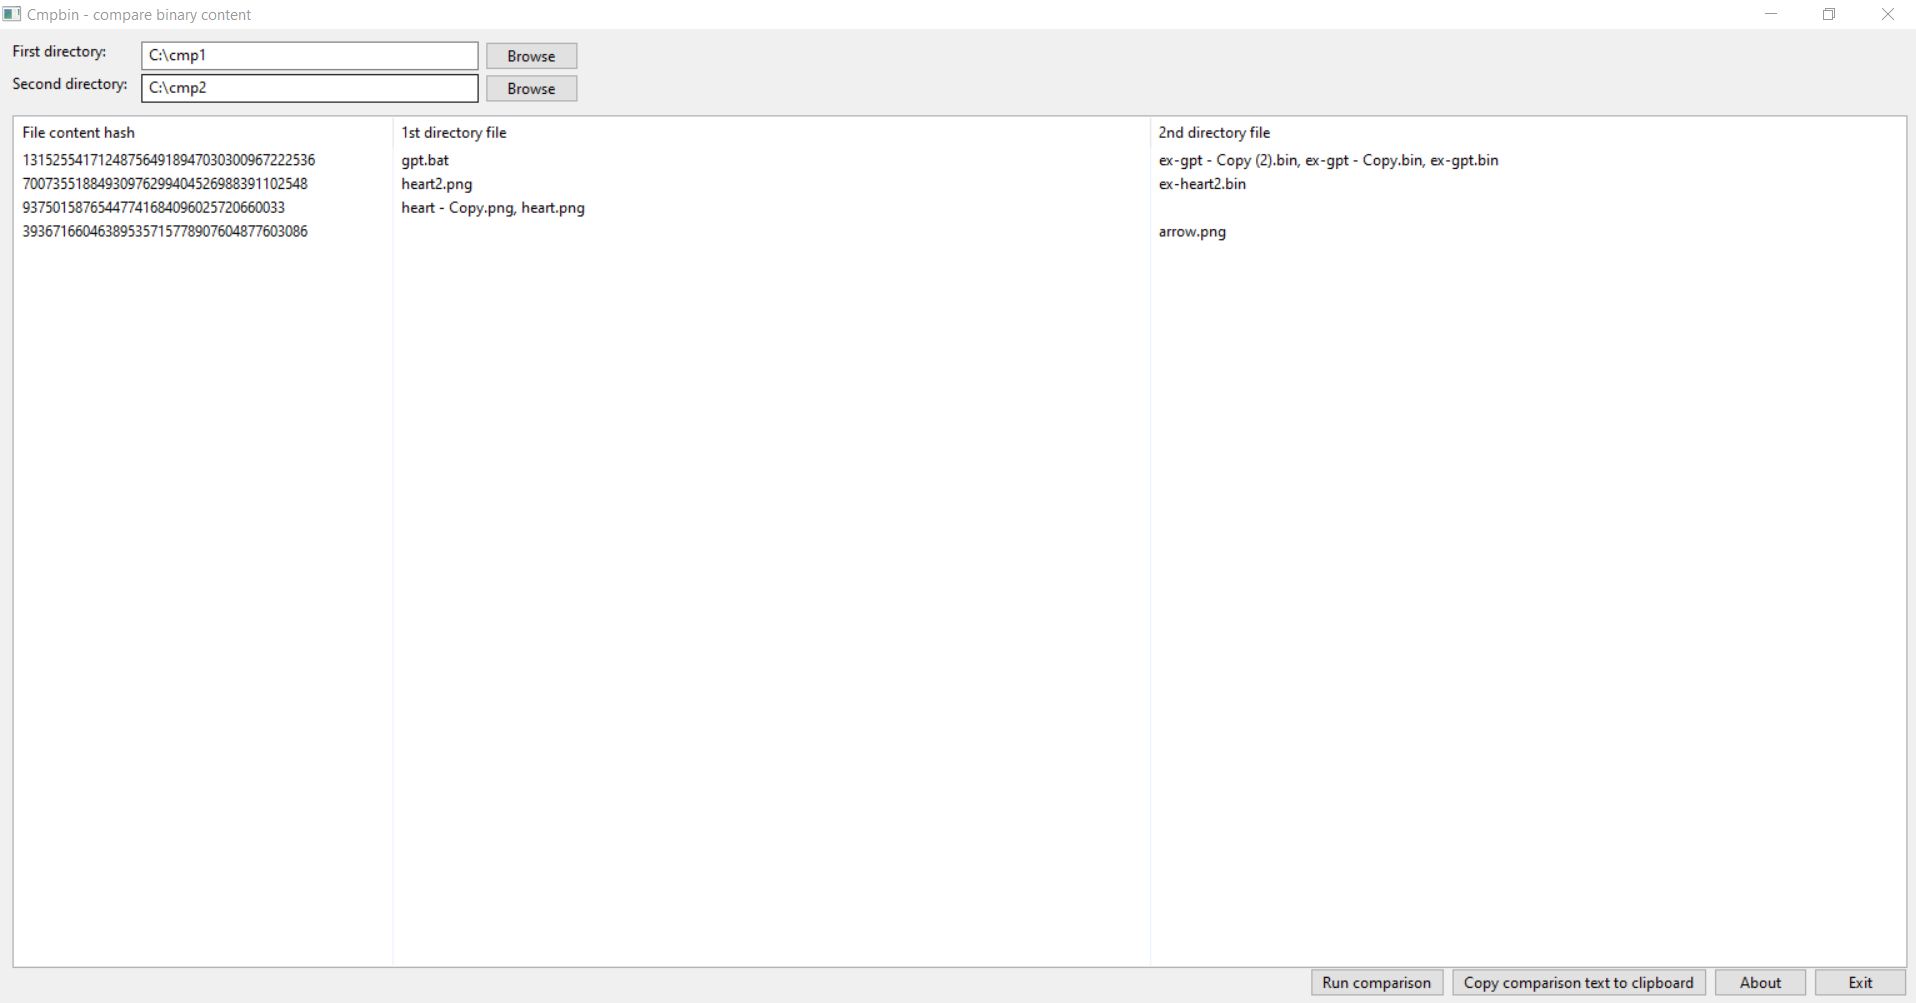 Cmpbin - compare binary content
First directory: C:\cmp1 Browse
Second directory: C:\cmp2 Browse
File content hash 1st directory file 2nd directory file
131525541712487564918947030300967222536 gpt.bat ex-gpt - Copy (2).bin, ex-gpt - Copy.bin, ex-gpt.bin
70073551884930976299404526988391102548 heart2.png ex-heart2.bin
93750158765447741684096025720660033 heart - Copy.png, heart.png
39367166046389535715778907604877603086 arrow.png
Run comparison Copy comparison text to clipboard About Exit